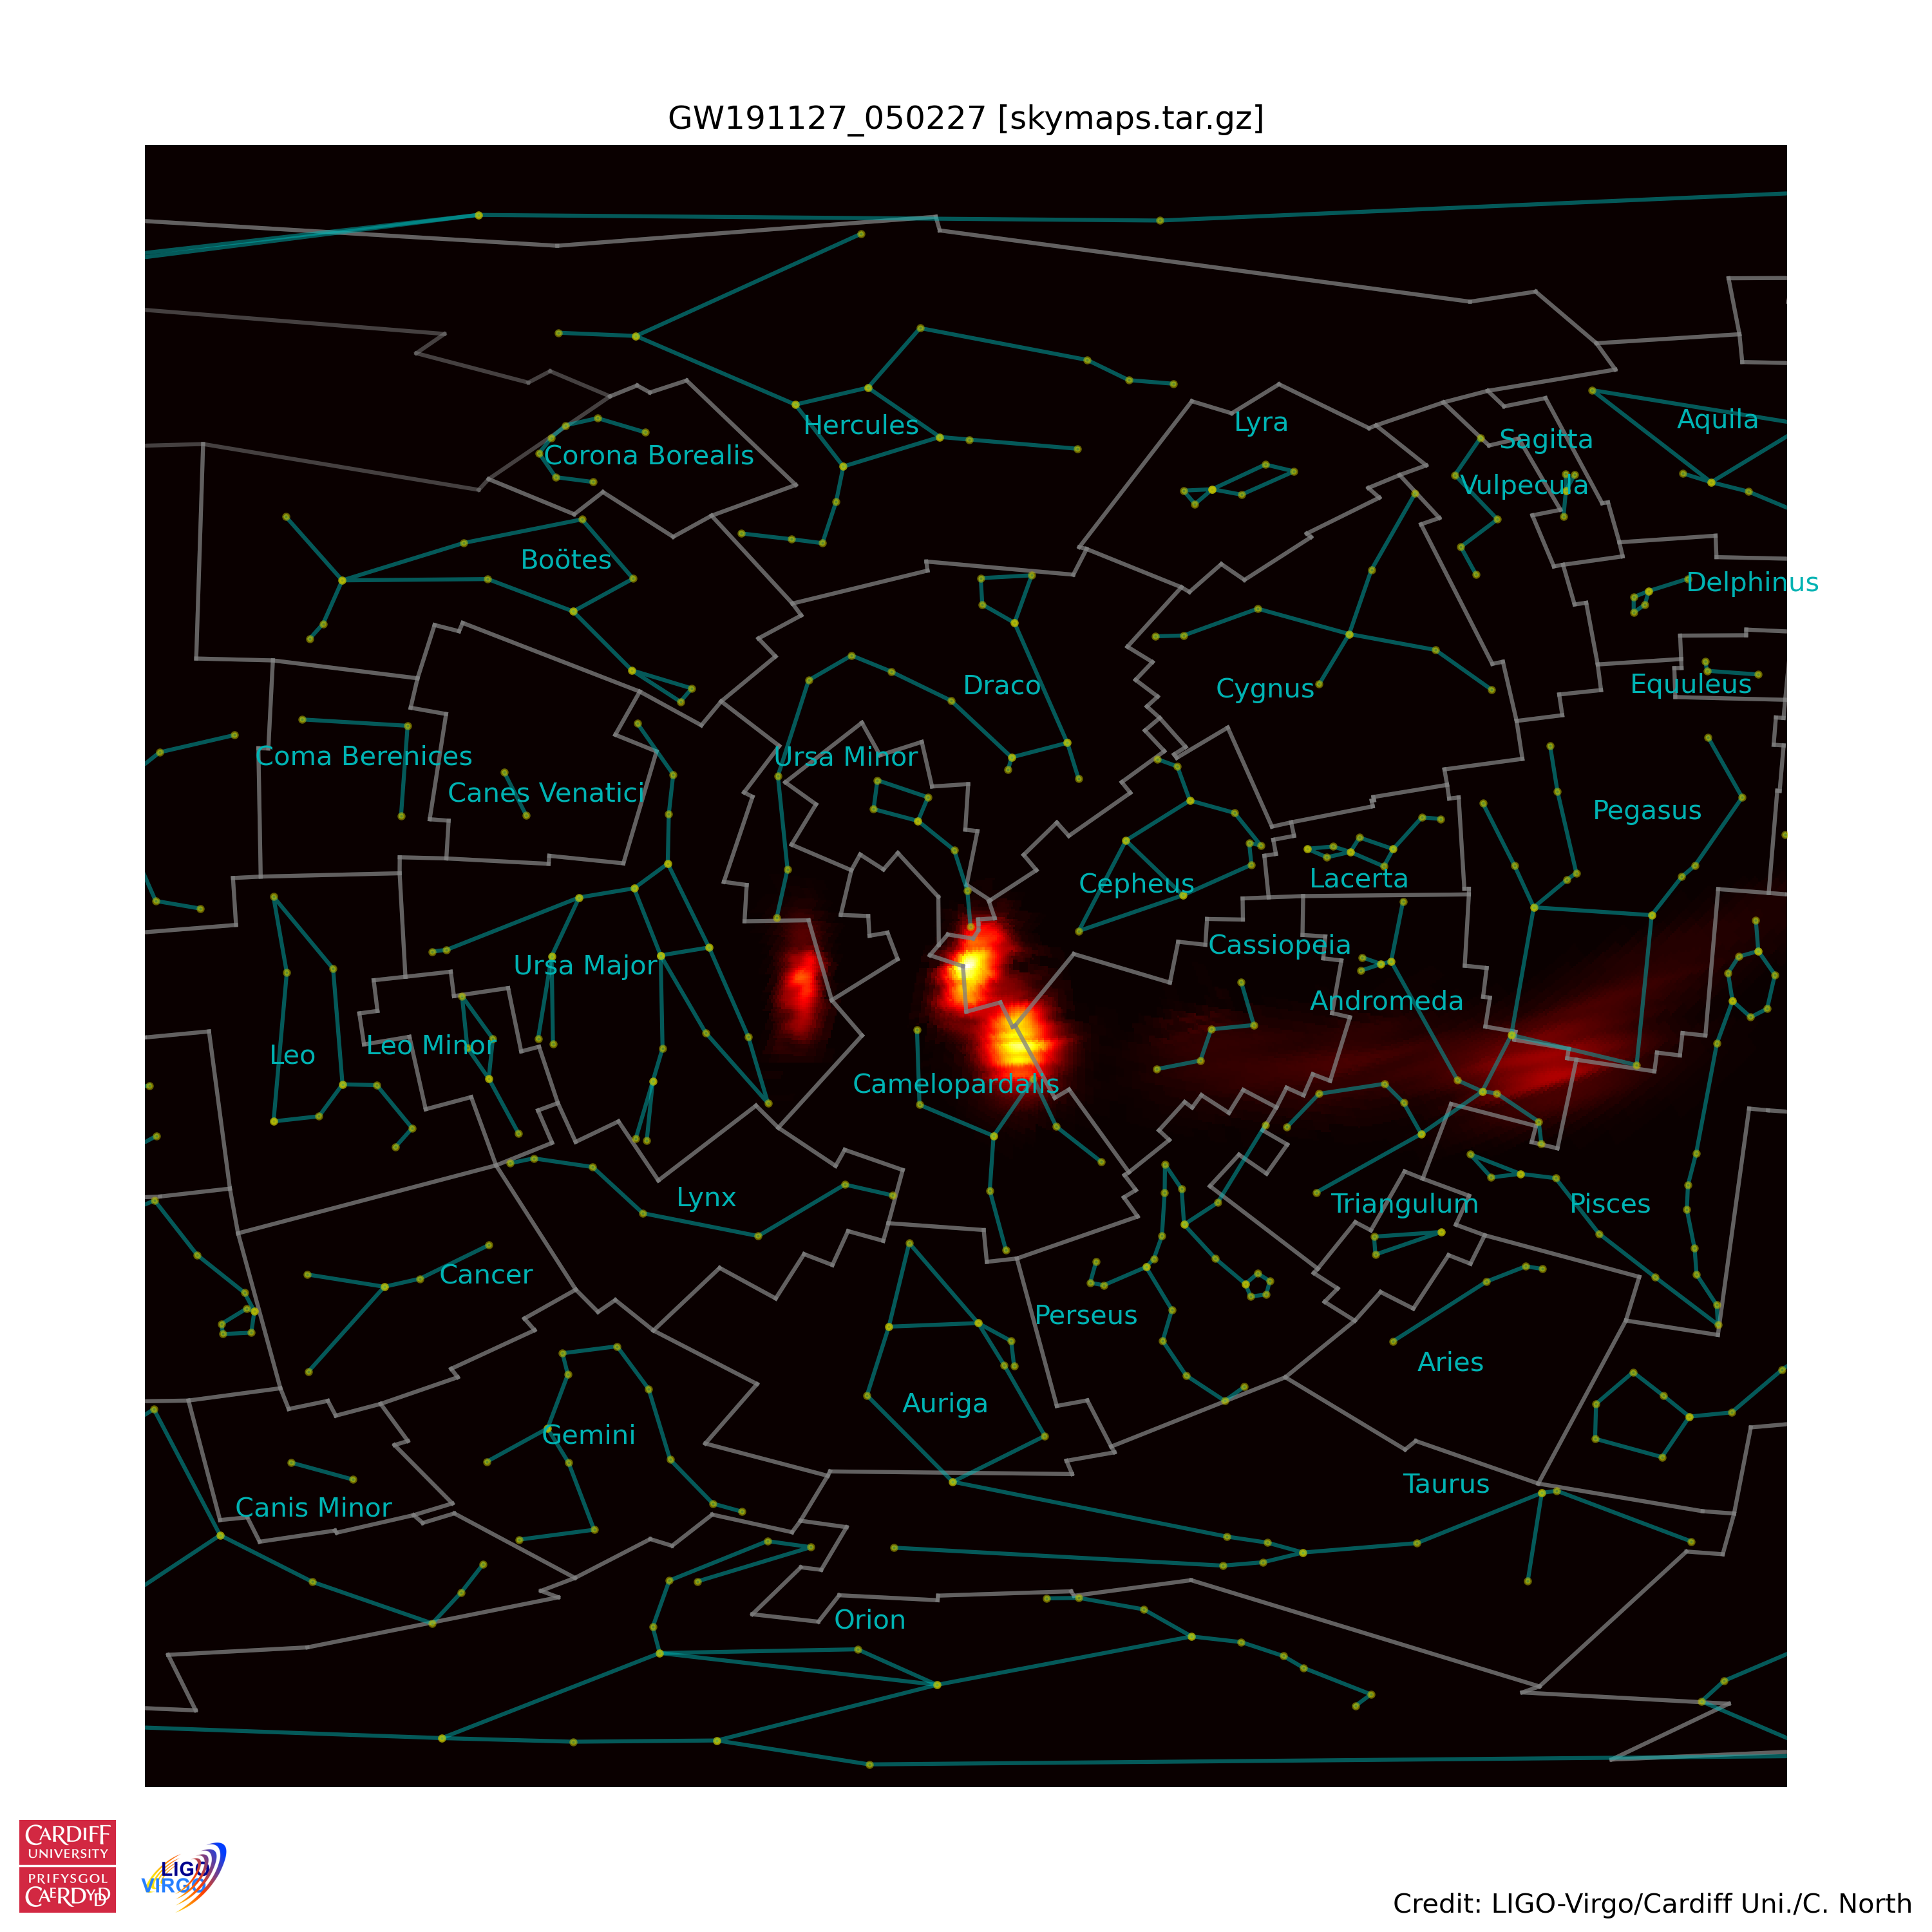 GW191127_050227 [skymaps.tar.gz]
Hercules
Lyra
Aquila
Sagitta
Corona Borealis
Vulpecula
Boötes
Delphinus
Draco
Cygnus
Equuleus
Coma Berenices
Ursa Minor
Canes Venatici
Pegasus
Cepheus
Lacerta
Cassiopeia
Ursa Major
Andromeda
Leo
Leo Minor
Camelopardalis
Lynx
Triangulum
Pisces
Cancer
Perseus
Aries
Auriga
Gemini
Taurus
Canis Minor
Orion
CARDIFF
UNIVERSITY
PRIFYSGOL
CAERDYDD
LIGO
VIRGO
Credit: LIGO-Virgo/Cardiff Uni./C. North